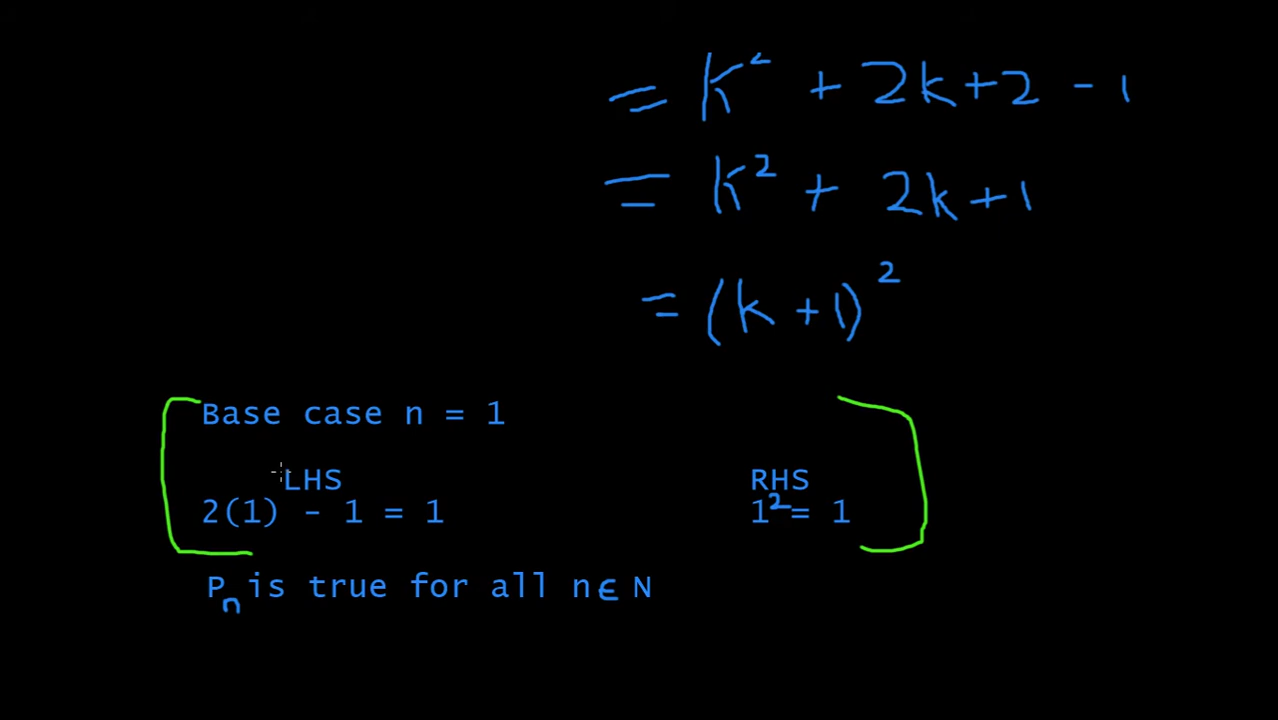 = k² + 2k+2 - 1
= k² + 2k+1
= (k +1)²
Base case n = 1
LHS RHS
2(1) - 1 = 1 1² = 1
Pₙ is true for all n ∈ N